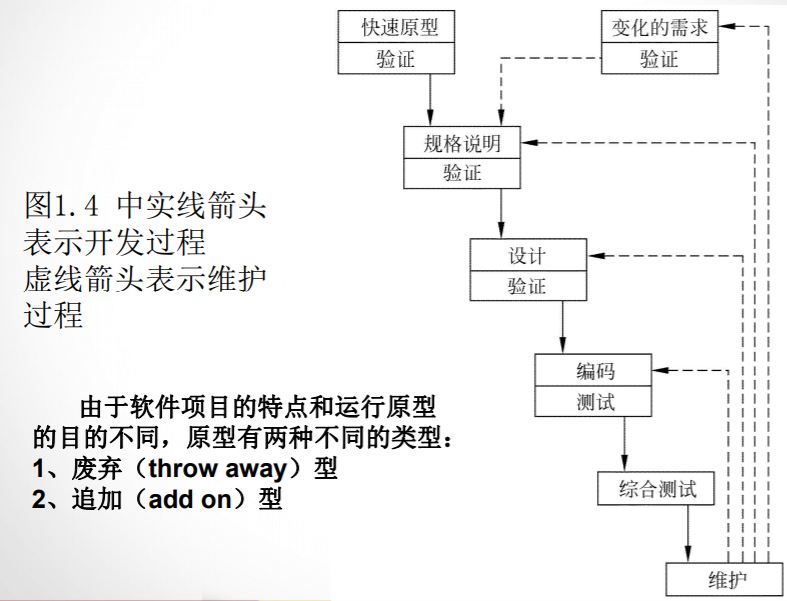 快速原型
验证
变化的需求
验证
规格说明
验证
设计
验证
编码
测试
综合测试
维护
图1.4 中实线箭头
表示开发过程
虚线箭头表示维护
过程
由于软件项目的特点和运行原型
的目的不同，原型有两种不同的类型：
1、废弃（throw away）型
2、追加（add on）型